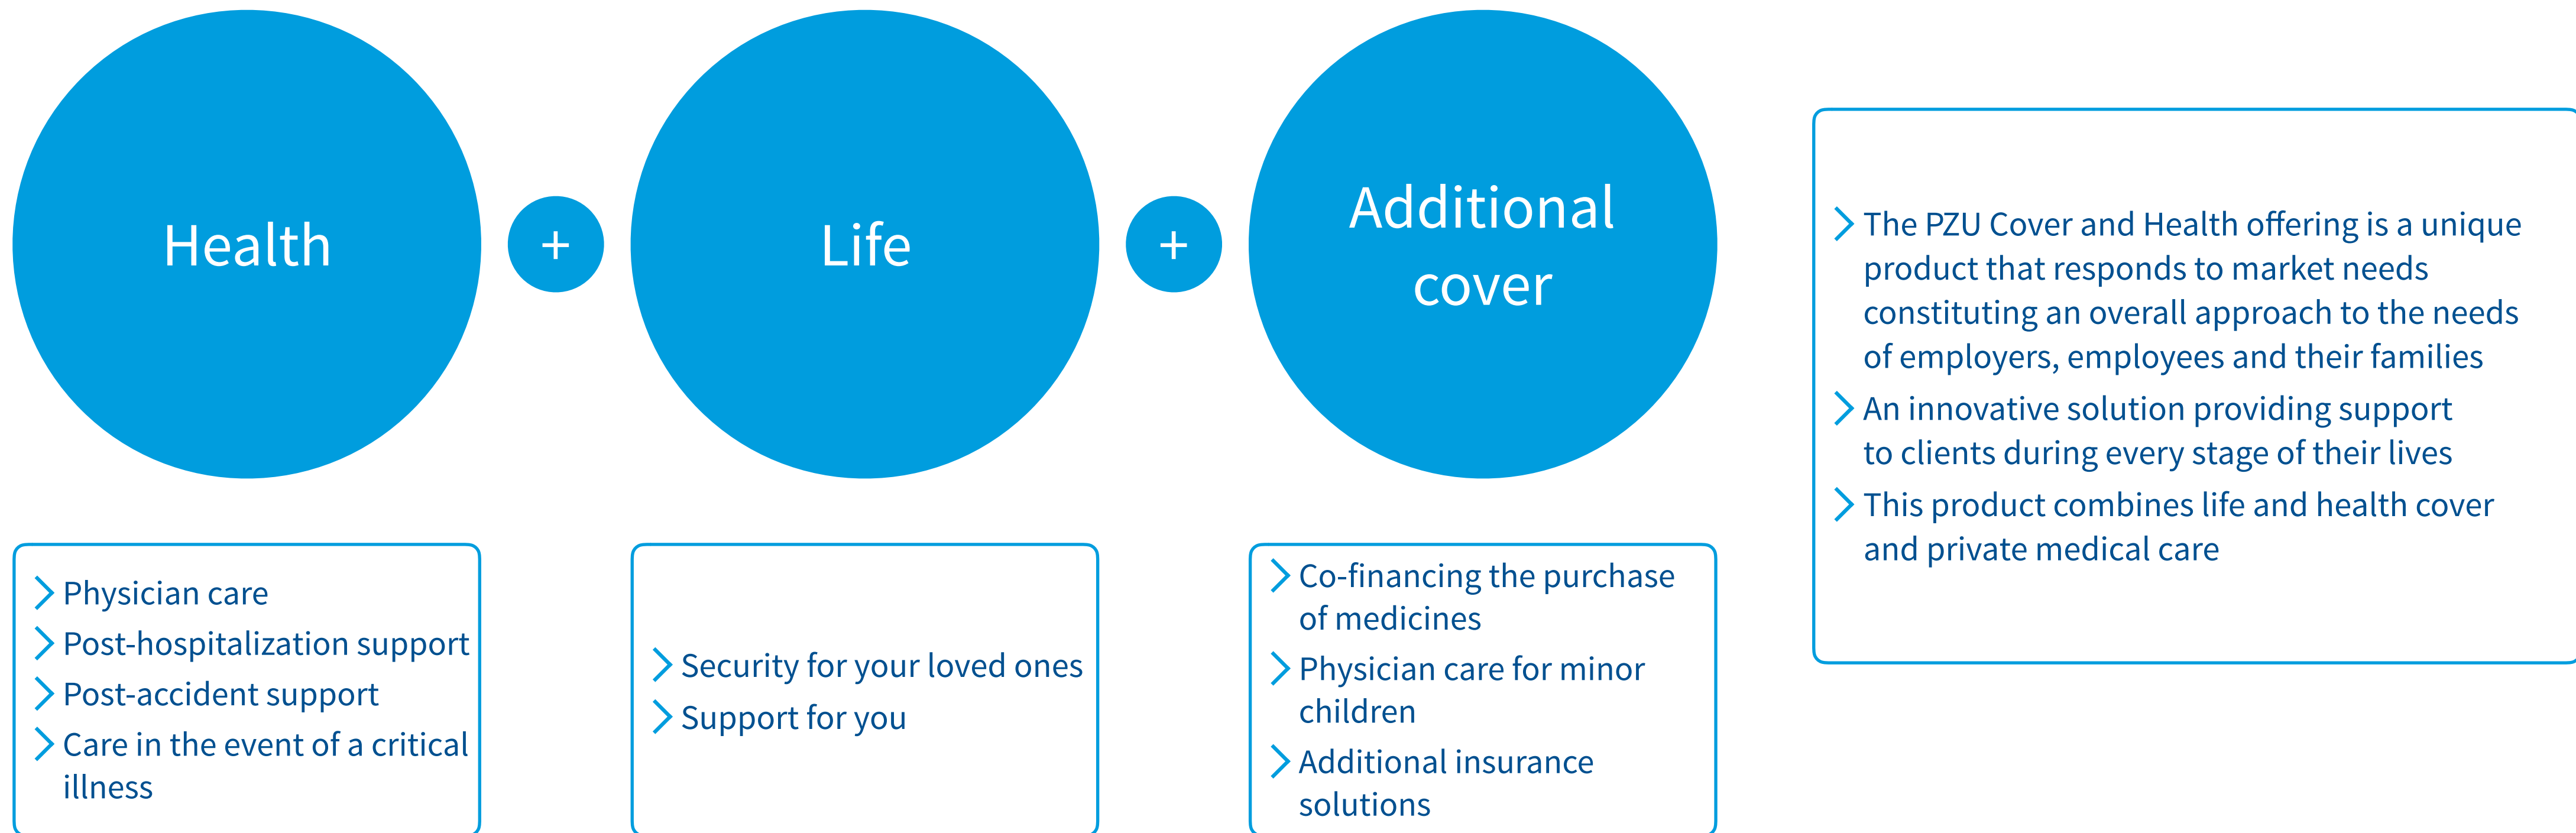 Health
+
Life
+
Additional
cover
Physician care
Post-hospitalization support
Post-accident support
Care in the event of a critical
illness
Security for your loved ones
Support for you
Co-financing the purchase
of medicines
Physician care for minor
children
Additional insurance
solutions
The PZU Cover and Health offering is a unique
product that responds to market needs
constituting an overall approach to the needs
of employers, employees and their families
An innovative solution providing support
to clients during every stage of their lives
This product combines life and health cover
and private medical care